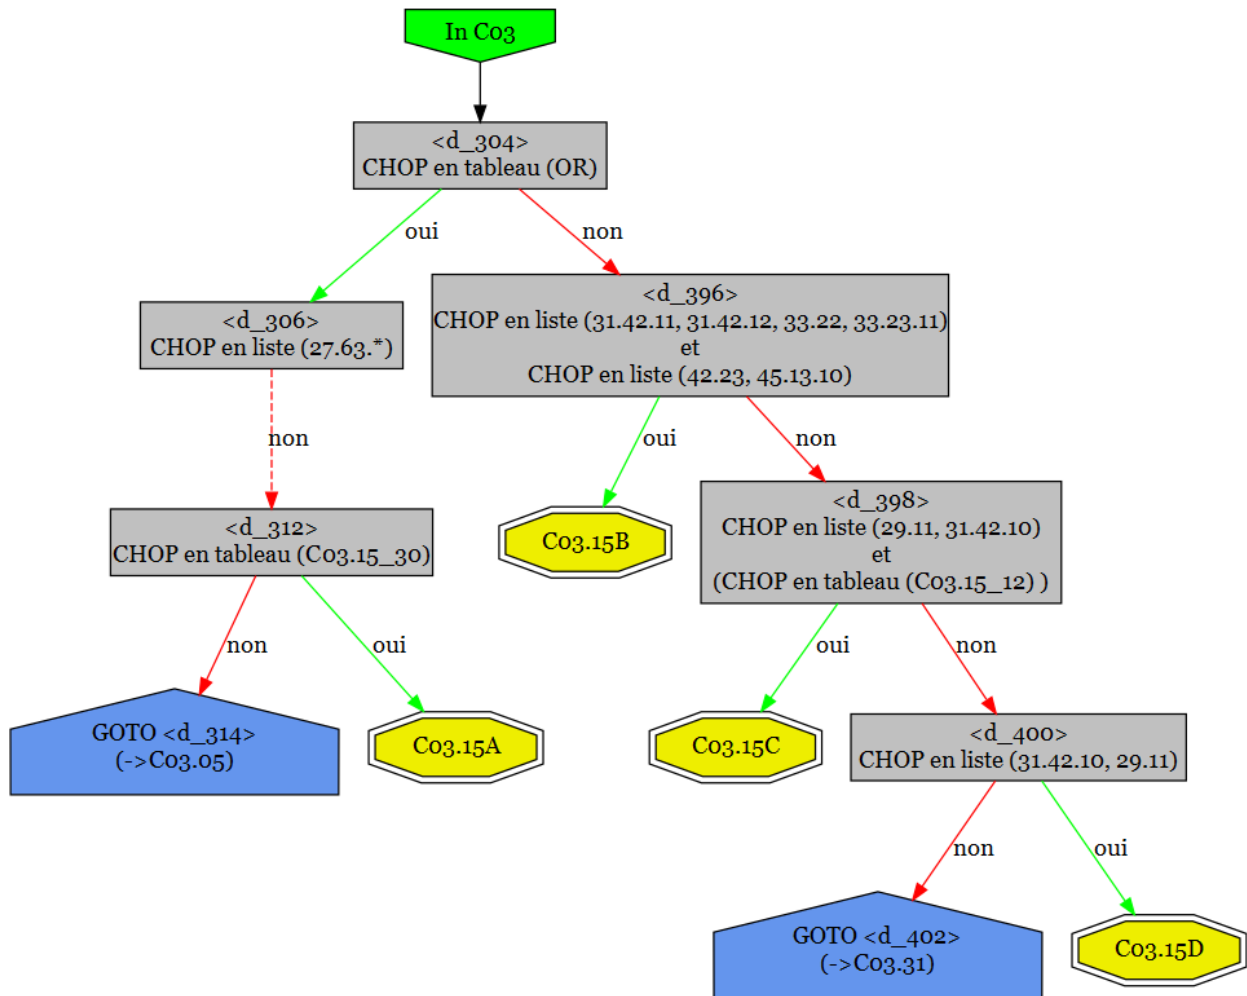 In C03
<d_304>
CHOP en tableau (OR)
oui
non
<d_306>
CHOP en liste (27.63.*)
<d_396>
CHOP en liste (31.42.11, 31.42.12, 33.22, 33.23.11)
et
CHOP en liste (42.23, 45.13.10)
non
oui
non
<d_312>
CHOP en tableau (C03.15_30)
C03.15B
<d_398>
CHOP en liste (29.11, 31.42.10)
et
(CHOP en tableau (C03.15_12) )
non
oui
oui
non
GOTO <d_314>
(->C03.05)
C03.15A
C03.15C
<d_400>
CHOP en liste (31.42.10, 29.11)
non
oui
GOTO <d_402>
(->C03.31)
C03.15D